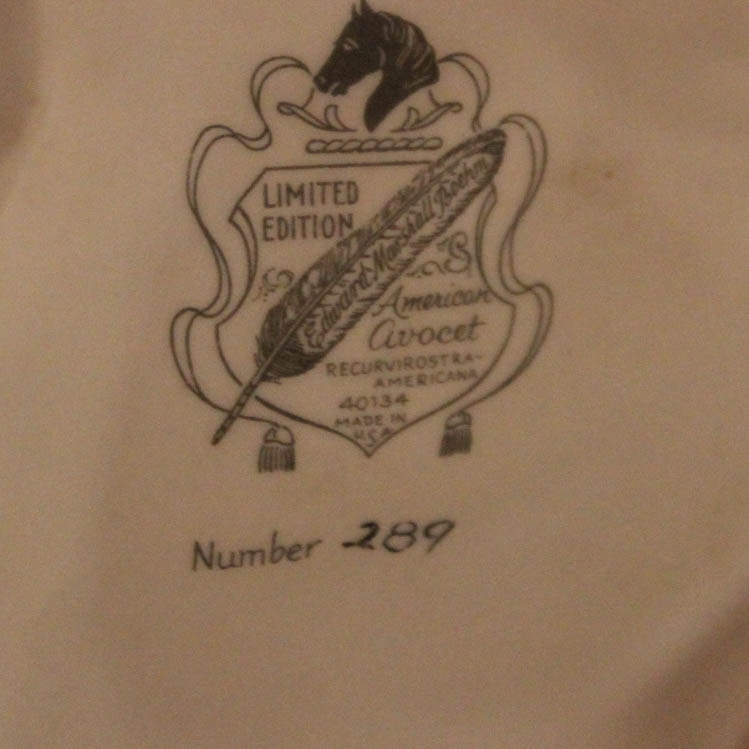 LIMITED
EDITION
Edward Marshall Boehm
American
avocet
RECURVIROSTRA-
AMERICANA
40134
MADE IN
USA
Number 289